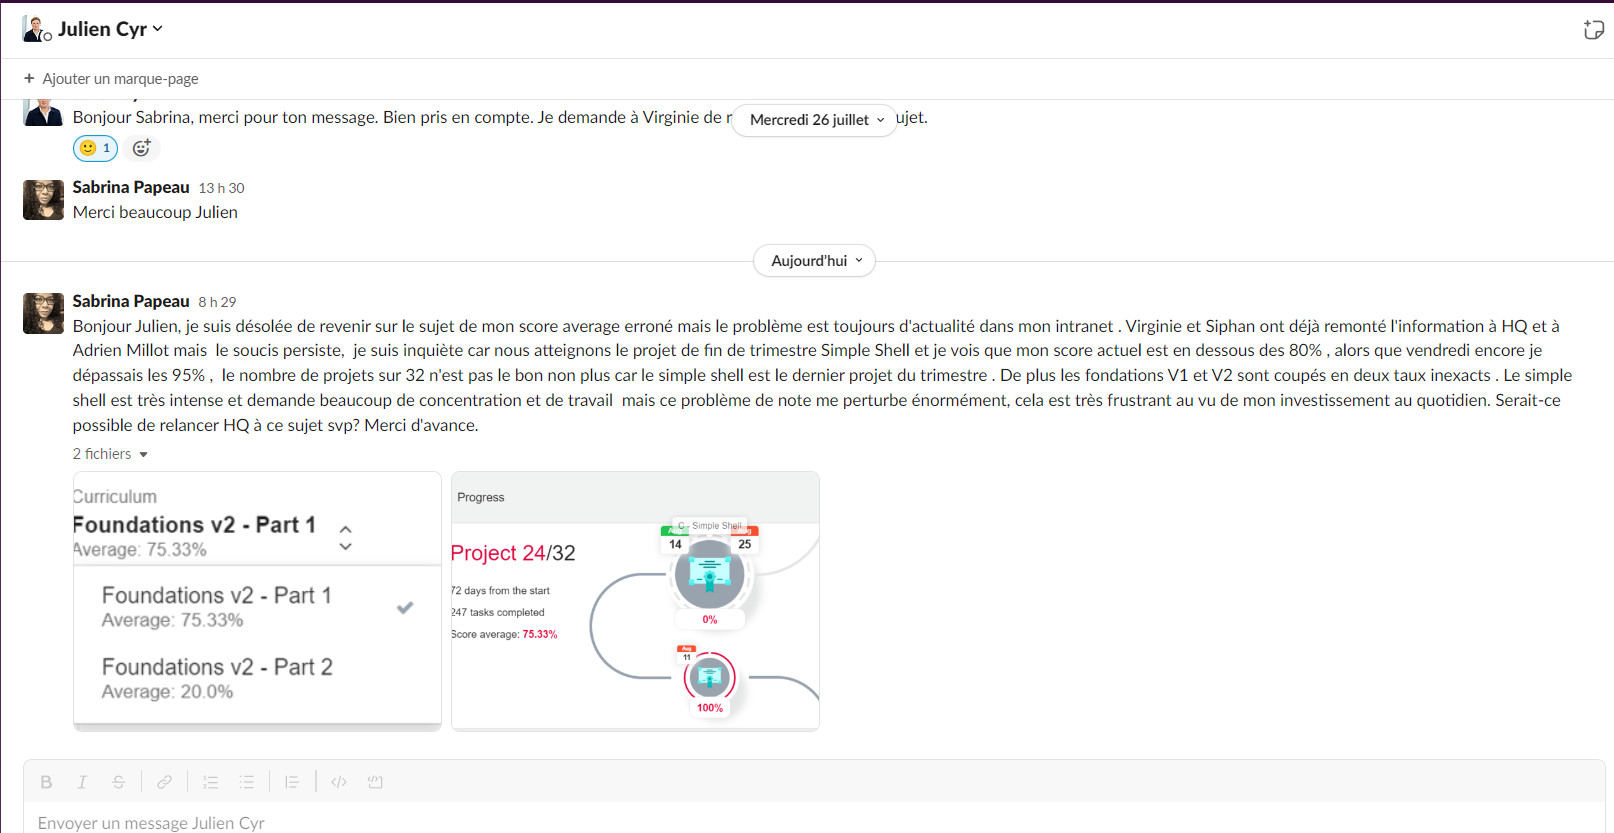 Julien Cyr
+ Ajouter un marque-page
Bonjour Sabrina, merci pour ton message. Bien pris en compte. Je demande à Virginie de
Mercredi 26 juillet
1
Sabrina Papeau 13 h 30
Merci beaucoup Julien
Aujourd'hui
Sabrina Papeau 8 h 29
Bonjour Julien, je suis désolée de revenir sur le sujet de mon score average erroné mais le problème est toujours d'actualité dans mon intranet . Virginie et Siphan ont déjà remonté l'information à HQ et à
Adrien Millot mais le soucis persiste, je suis inquiète car nous atteignons le projet de fin de trimestre Simple Shell et je vois que mon score actuel est en dessous des 80% , alors que vendredi encore je
dépassais les 95% , le nombre de projets sur 32 n'est pas le bon non plus car le simple shell est le dernier projet du trimestre . De plus les fondations V1 et V2 sont coupés en deux taux inexacts . Le simple
shell est très intense et demande beaucoup de concentration et de travail mais ce problème de note me perturbe énormément, cela est très frustrant au vu de mon investissement au quotidien. Serait-ce
possible de relancer HQ à ce sujet svp? Merci d'avance.
2 fichiers
Curriculum
Foundations v2 - Part 1
Average: 75.33%
Foundations v2 - Part 1
Average: 75.33%
Foundations v2 - Part 2
Average: 20.0%
Progress
C - Simple Shell
Aug
14
25
Project 24/32
72 days from the start
247 tasks completed
Score average: 75.33%
0%
Aug
11
100%
B I S
Envoyer un message Julien Cyr